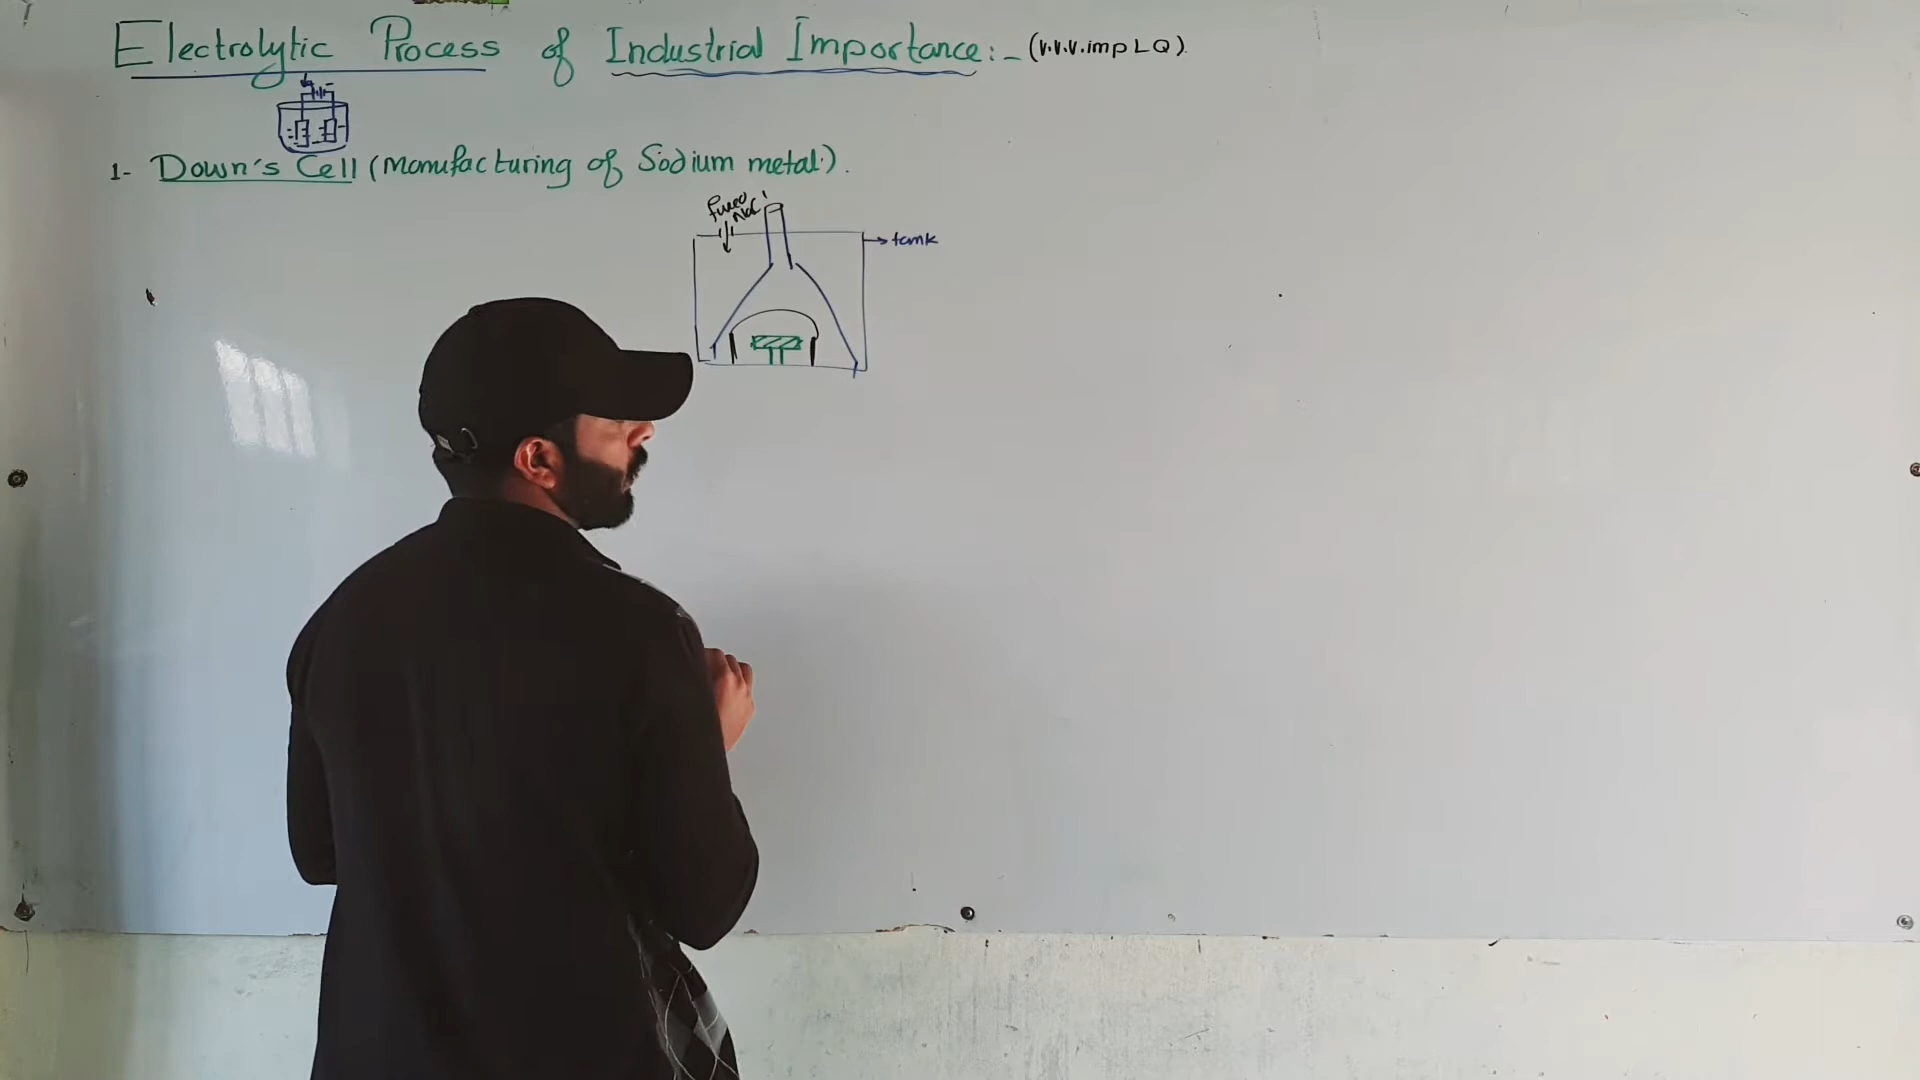 Electrolytic Process of Industrial Importance:- (v.v.v.imp LQ).
1- Down's Cell (Manufacturing of Sodium metal).
fused
NaCl
tank